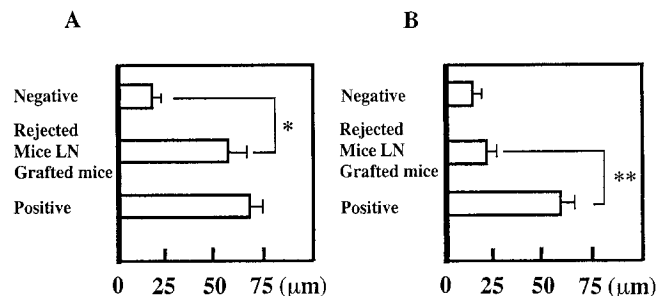 A
Negative
Rejected
Mice LN
Grafted mice
Positive
*
0 25 50 75 (μm)
B
Negative
Rejected
Mice LN
Grafted mice
Positive
**
0 25 50 75 (μm)